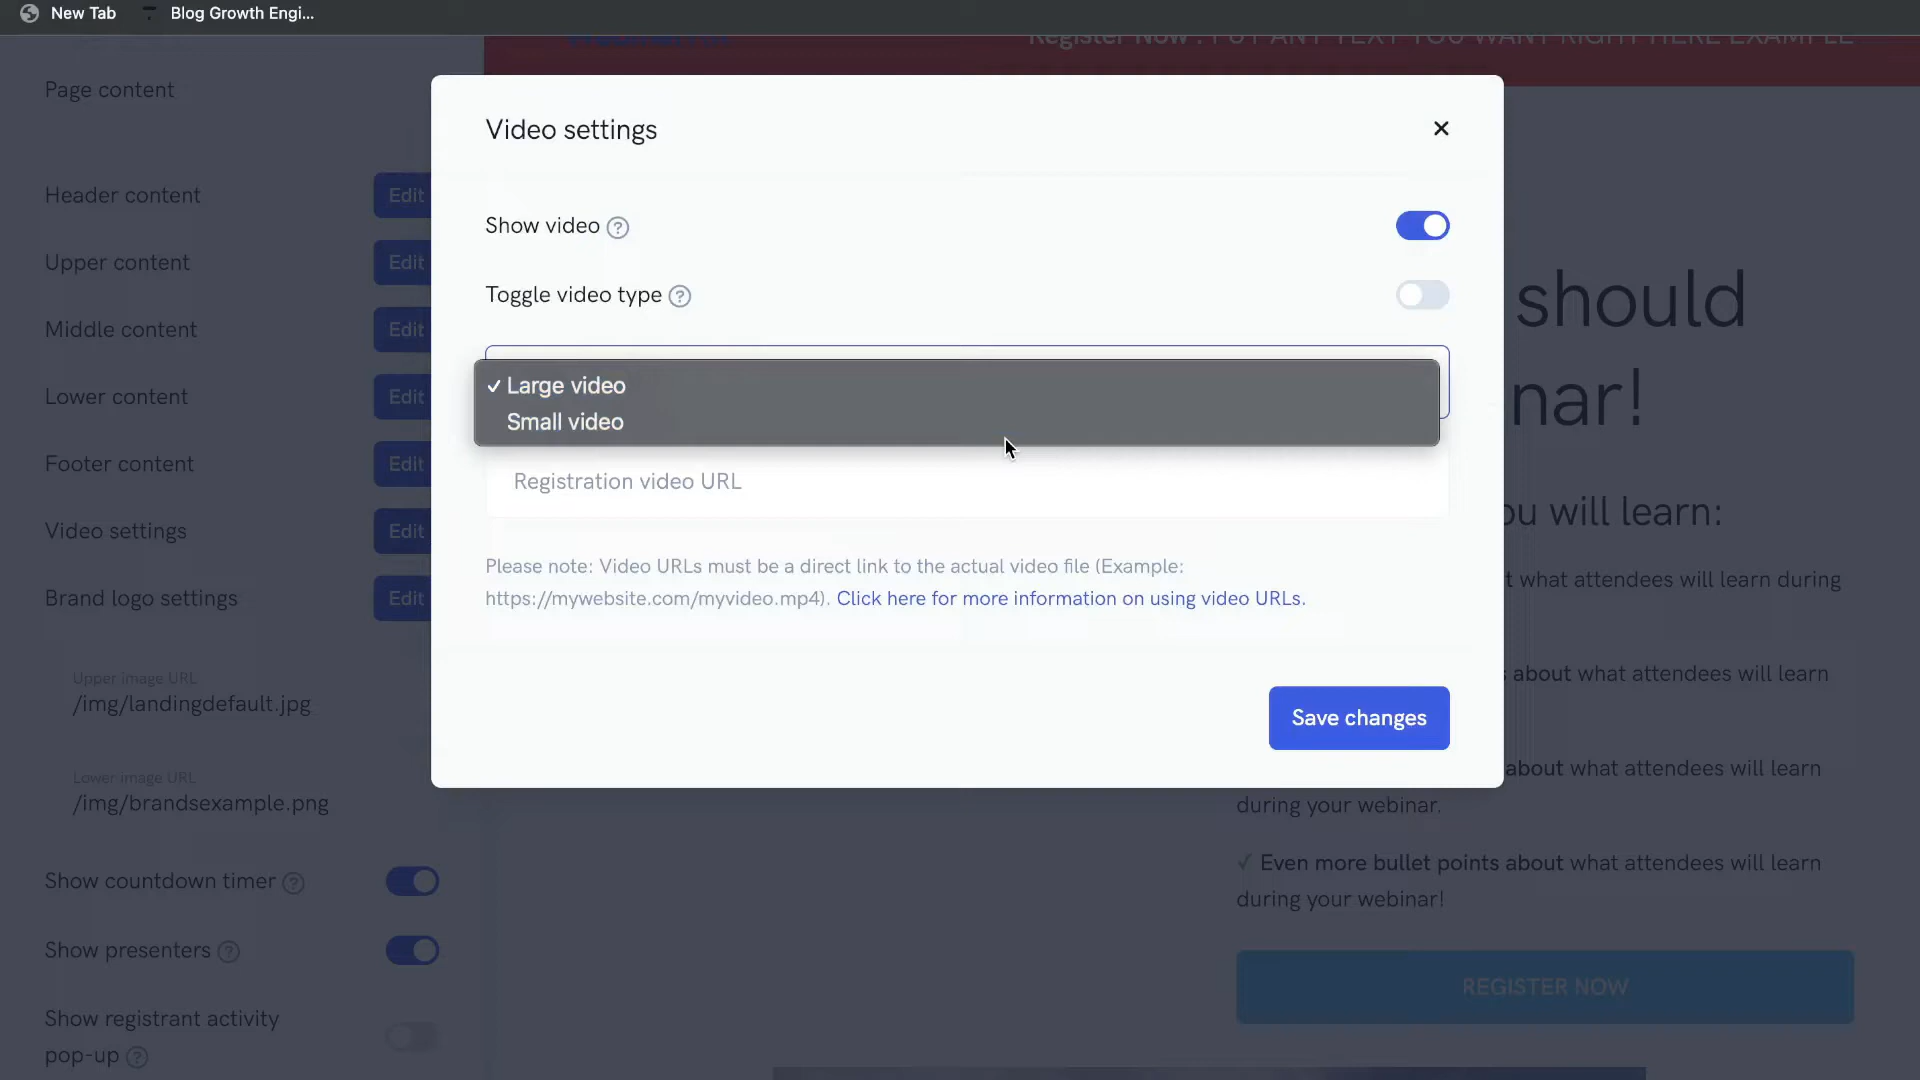 New Tab
Blog Growth Engi...
Register Now : PUT ANY TEXT YOU WANT RIGHT HERE EXAMPLE
Page content
Header content
Edit
Upper content
Edit
Middle content
Edit
Lower content
Edit
Footer content
Edit
Video settings
Edit
Brand logo settings
Edit
Upper image URL
/img/landingdefault.jpg
Lower image URL
/img/brandsexample.png
Show countdown timer ?
Show presenters ?
Show registrant activity
pop-up ?
Video settings
Show video ?
Toggle video type ?
✓ Large video
Small video
Registration video URL
Please note: Video URLs must be a direct link to the actual video file (Example:
https://mywebsite.com/myvideo.mp4). Click here for more information on using video URLs.
Save changes
should
nar!
ou will learn:
t what attendees will learn during
about what attendees will learn
about what attendees will learn
during your webinar.
✓ Even more bullet points about what attendees will learn
during your webinar!
REGISTER NOW